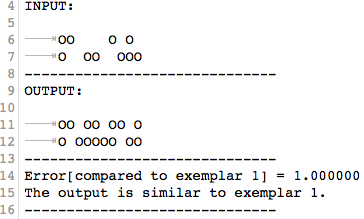 4 INPUT:
5
6 OO    O O
7 O  OO  OOO
8 ------------------------------
9 OUTPUT:
10
11 OO OO OO O
12 O OOOOO OO
13 ------------------------------
14 Error[compared to exemplar 1] = 1.000000
15 The output is similar to exemplar 1.
16 ------------------------------